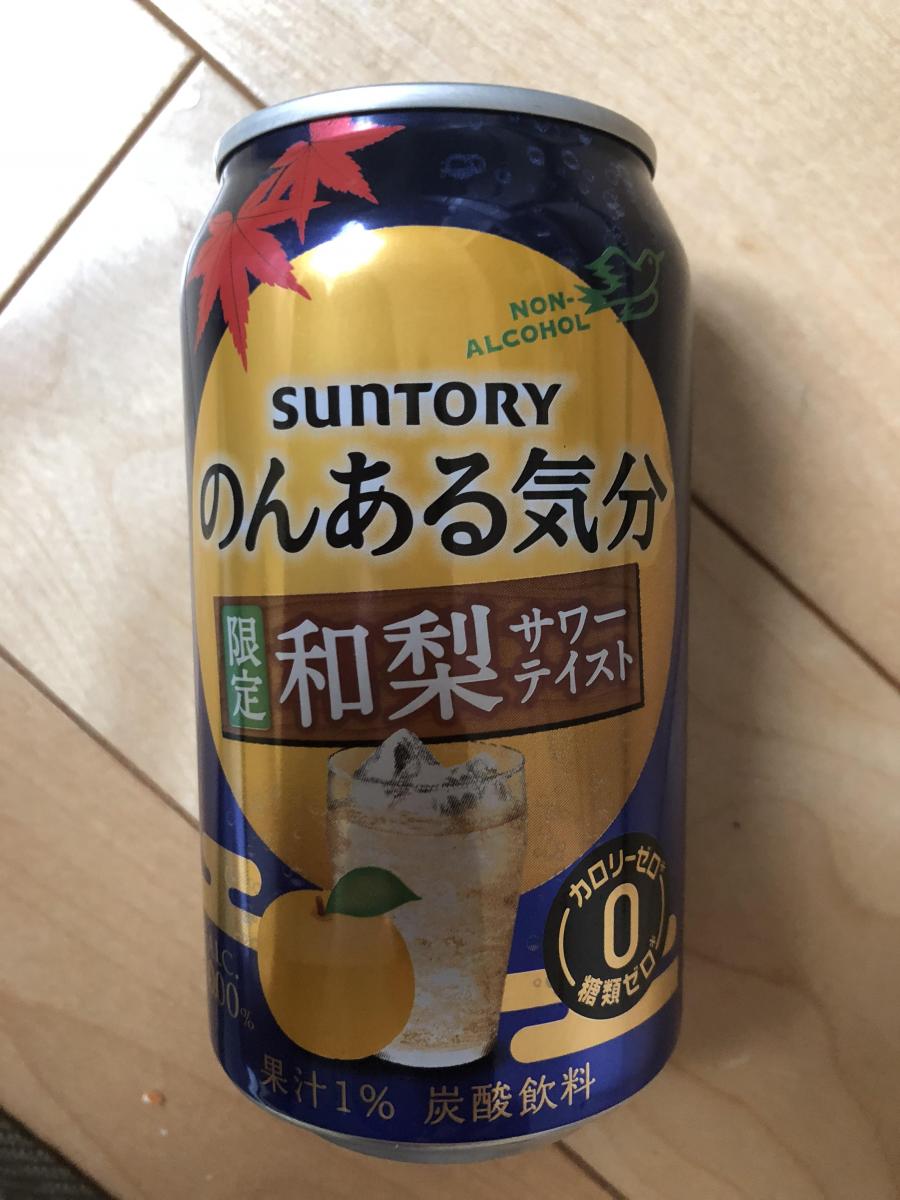 NON-
ALCOHOL
SUNTORY
のんある気分
限定
和梨
サワー
テイスト
カロリーゼロ※
0
糖類ゼロ※
果汁1% 炭酸飲料